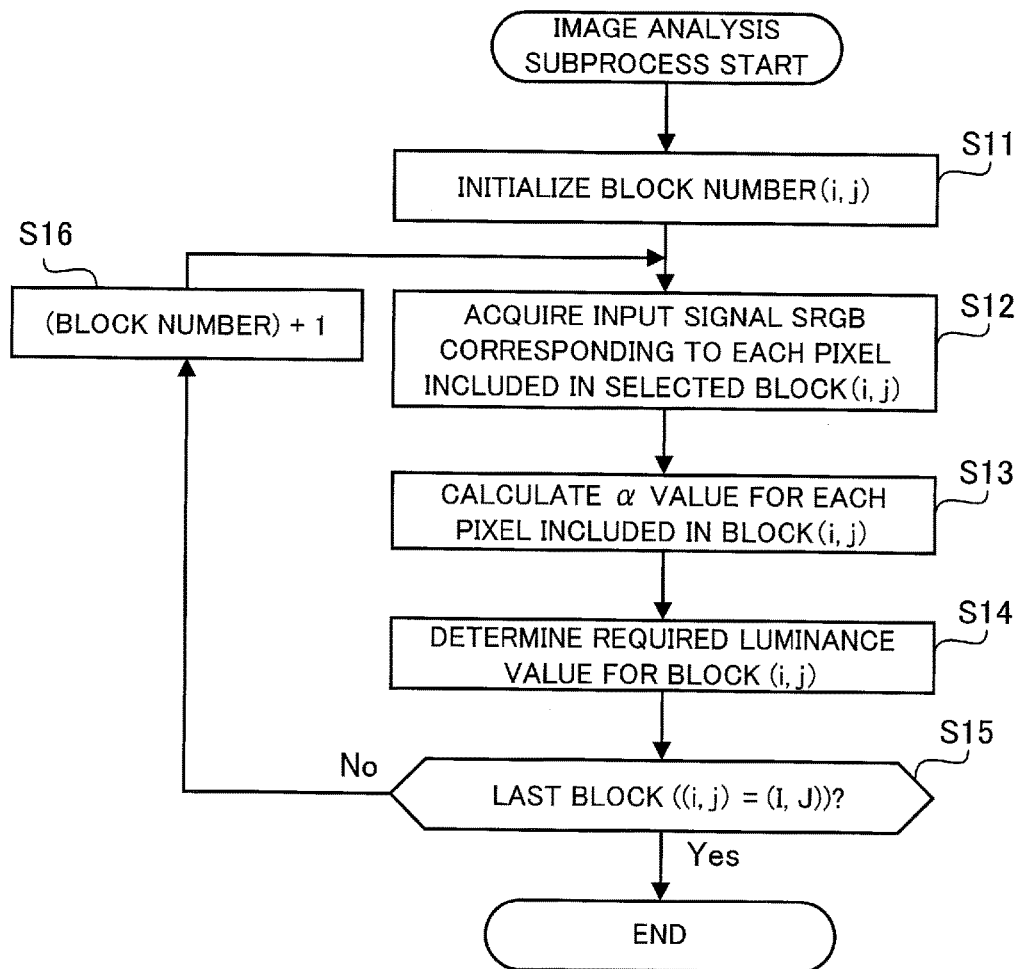 IMAGE ANALYSIS
SUBPROCESS START
S11
INITIALIZE BLOCK NUMBER(i, j)
S16
(BLOCK NUMBER) + 1
S12
ACQUIRE INPUT SIGNAL SRGB
CORRESPONDING TO EACH PIXEL
INCLUDED IN SELECTED BLOCK(i, j)
S13
CALCULATE α VALUE FOR EACH
PIXEL INCLUDED IN BLOCK(i, j)
S14
DETERMINE REQUIRED LUMINANCE
VALUE FOR BLOCK (i, j)
S15
No
LAST BLOCK ((i, j) = (I, J))?
Yes
END